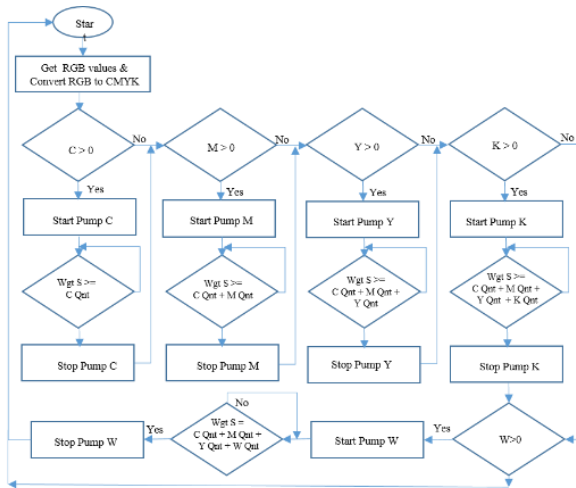 Star
t
Get RGB values &
Convert RGB to CMYK
C > 0
No
M > 0
No
Y > 0
No
K > 0
No
Yes
Yes
Yes
Yes
Start Pump C
Start Pump M
Start Pump Y
Start Pump K
Wgt S >=
C Qnt
Wgt S >=
C Qnt + M Qnt
Wgt S >=
C Qnt + M Qnt +
Y Qnt
Wgt S >=
C Qnt + M Qnt +
Y Qnt + K Qnt
Stop Pump C
Stop Pump M
Stop Pump Y
Stop Pump K
No
Stop Pump W
Yes
Wgt S =
C Qnt + M Qnt +
Y Qnt + W Qnt
Start Pump W
Yes
W>0